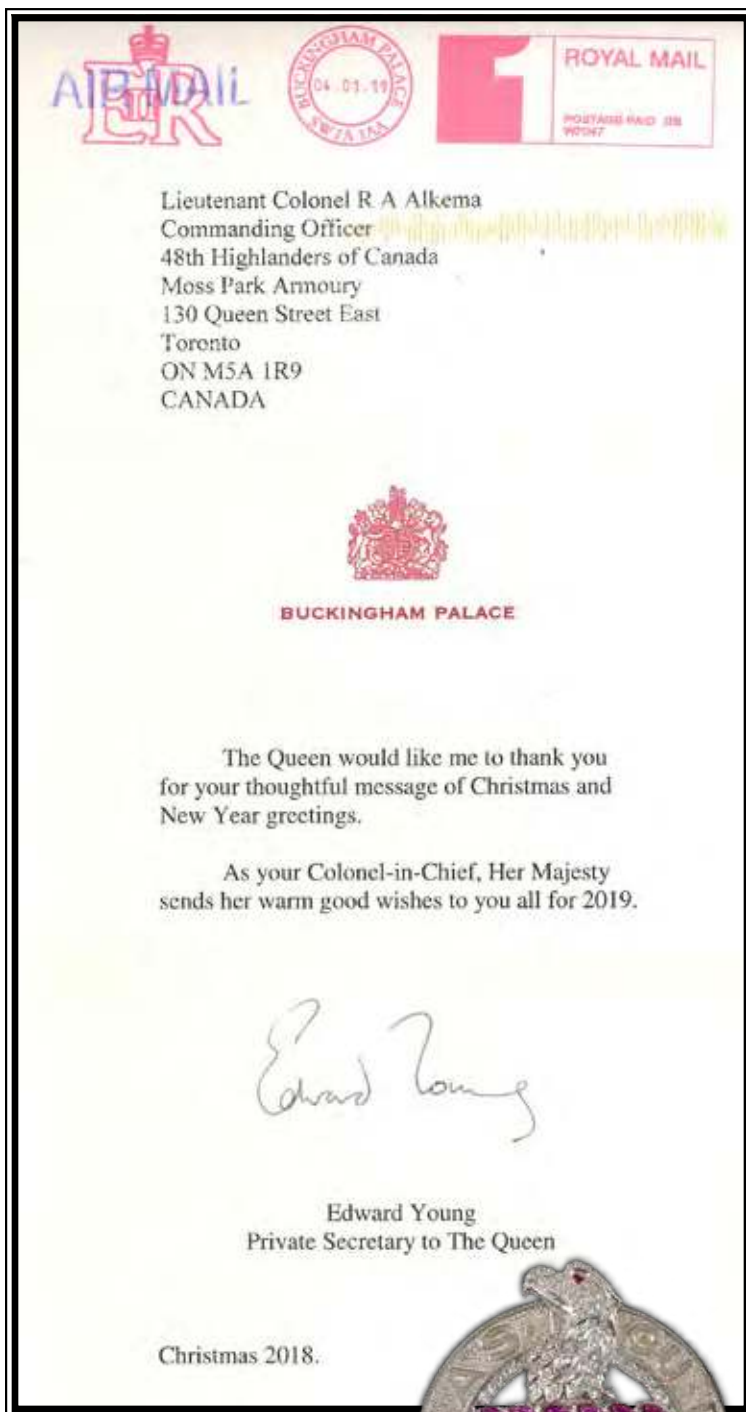 AIR MAIL
EIIR
BUCKINGHAM PALACE
04.01.19
SW1A 1AA
1
ROYAL MAIL
POSTAGE PAID GB
Lieutenant Colonel R A Alkema
Commanding Officer
48th Highlanders of Canada
Moss Park Armoury
130 Queen Street East
Toronto
ON M5A 1R9
CANADA
BUCKINGHAM PALACE
The Queen would like me to thank you
for your thoughtful message of Christmas and
New Year greetings.
As your Colonel-in-Chief, Her Majesty
sends her warm good wishes to you all for 2019.
Edward Young
Edward Young
Private Secretary to The Queen
Christmas 2018.